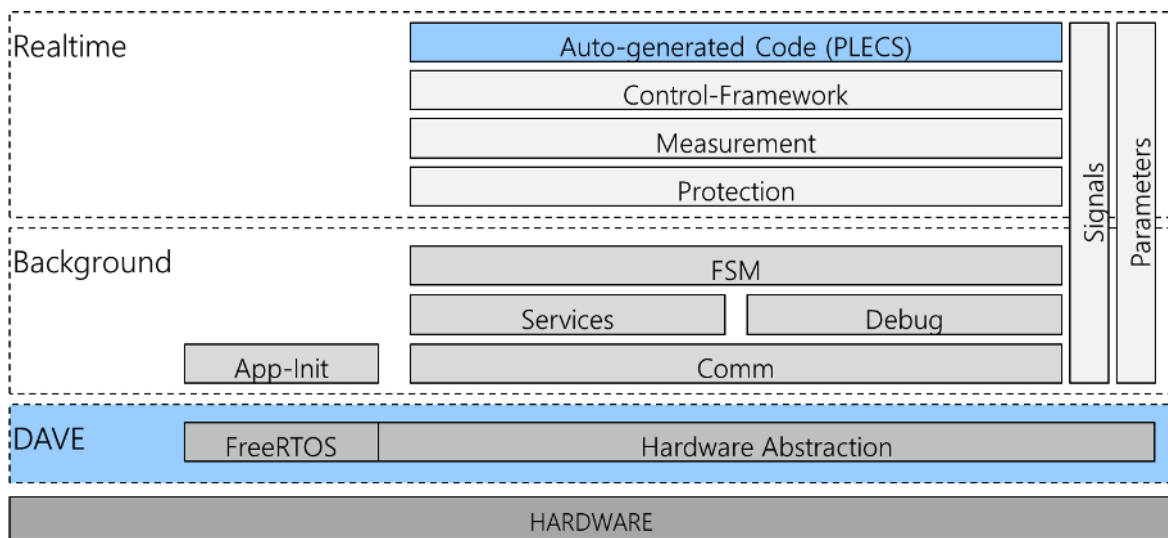 Realtime
Auto-generated Code (PLECS)
Control-Framework
Measurement
Protection
Signals
Parameters
Background
FSM
Services
Debug
App-Init
Comm
DAVE
FreeRTOS
Hardware Abstraction
HARDWARE